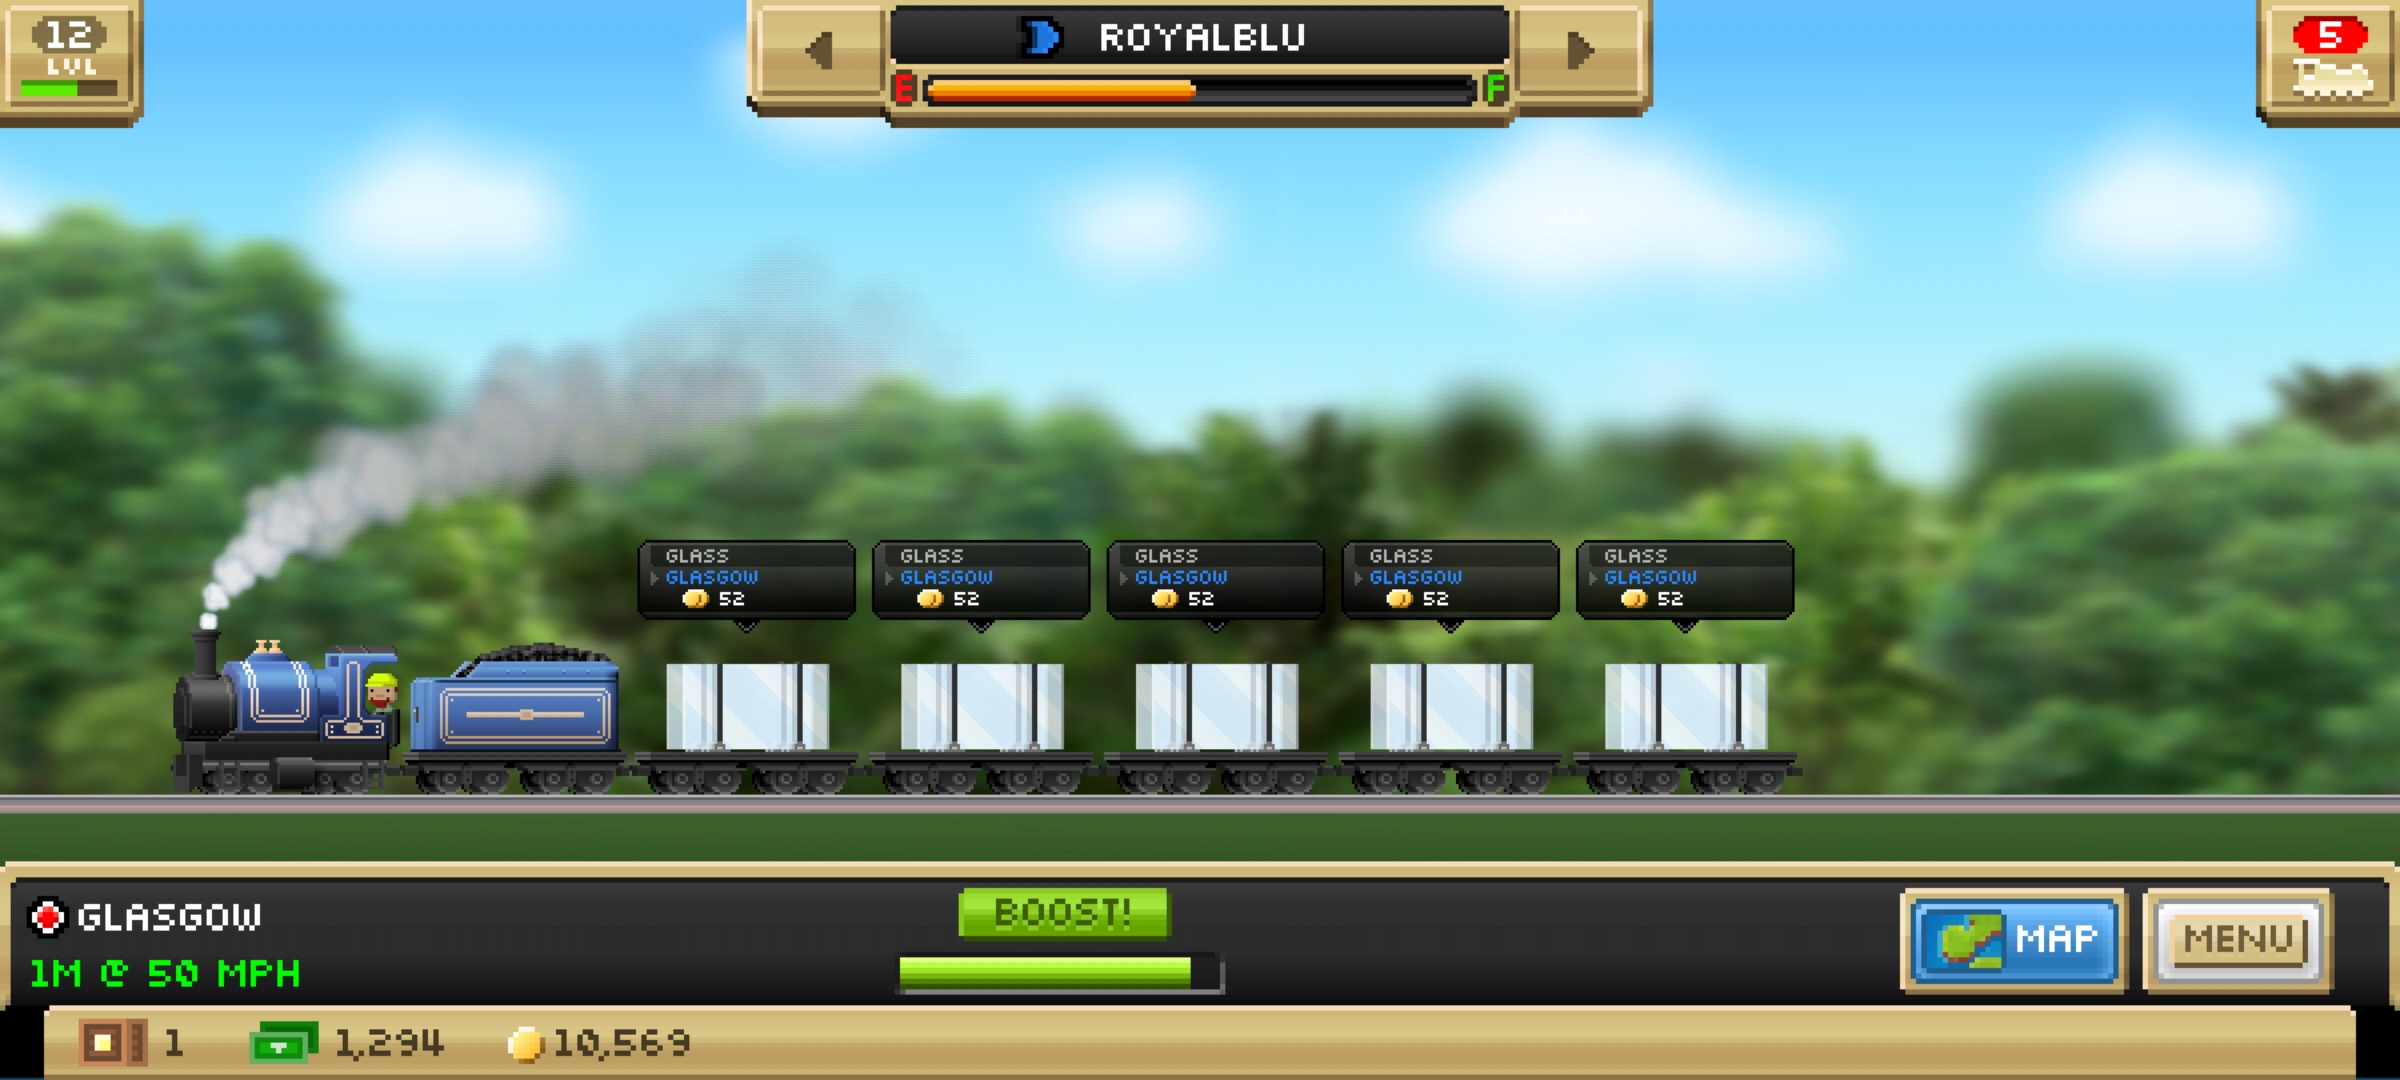 12
LVL
ROYALBLU
E F
5
GLASS
GLASGOW
52
GLASS
GLASGOW
52
GLASS
GLASGOW
52
GLASS
GLASGOW
52
GLASS
GLASGOW
52
GLASGOW
1M @ 50 MPH
BOOST!
MAP
MENU
1
1,294
10,569